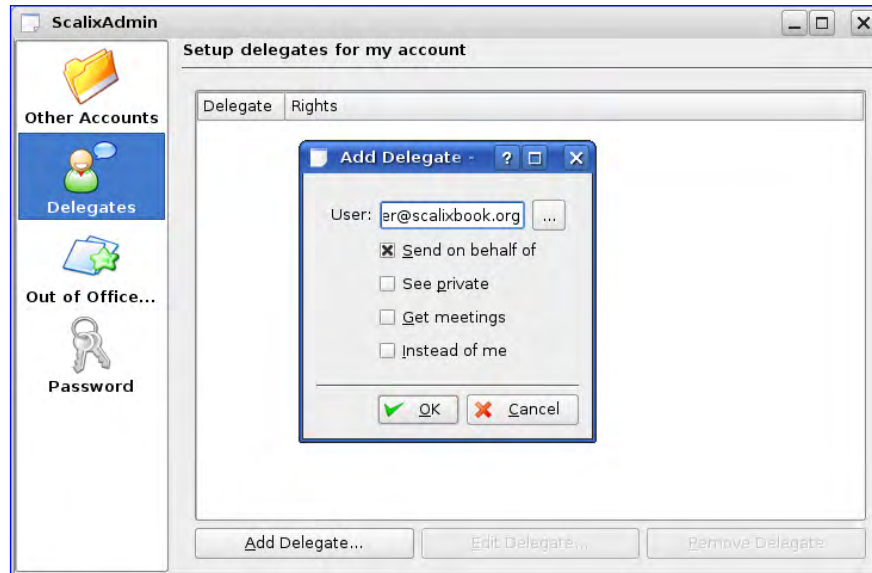 ScalixAdmin
Setup delegates for my account
Other Accounts
Delegates
Out of Office...
Password
Delegate Rights
Add Delegate -
User: er@scalixbook.org ...
Send on behalf of
See private
Get meetings
Instead of me
OK Cancel
Add Delegate... Edit Delegate... Remove Delegate